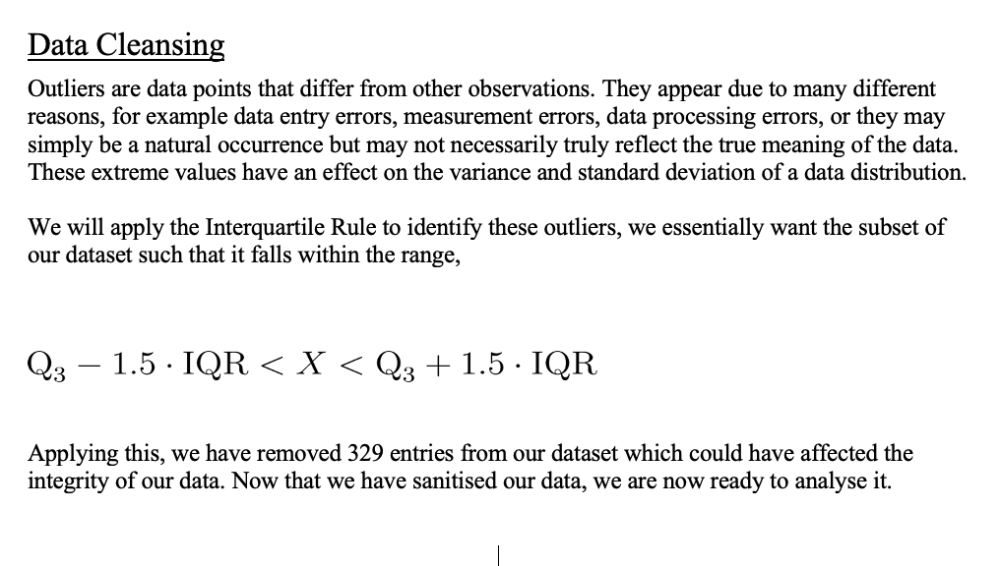 Data Cleansing
Outliers are data points that differ from other observations. They appear due to many different
reasons, for example data entry errors, measurement errors, data processing errors, or they may
simply be a natural occurrence but may not necessarily truly reflect the true meaning of the data.
These extreme values have an effect on the variance and standard deviation of a data distribution.
We will apply the Interquartile Rule to identify these outliers, we essentially want the subset of
our dataset such that it falls within the range,
Q₃ − 1.5 · IQR < X < Q₃ + 1.5 · IQR
Applying this, we have removed 329 entries from our dataset which could have affected the
integrity of our data. Now that we have sanitised our data, we are now ready to analyse it.